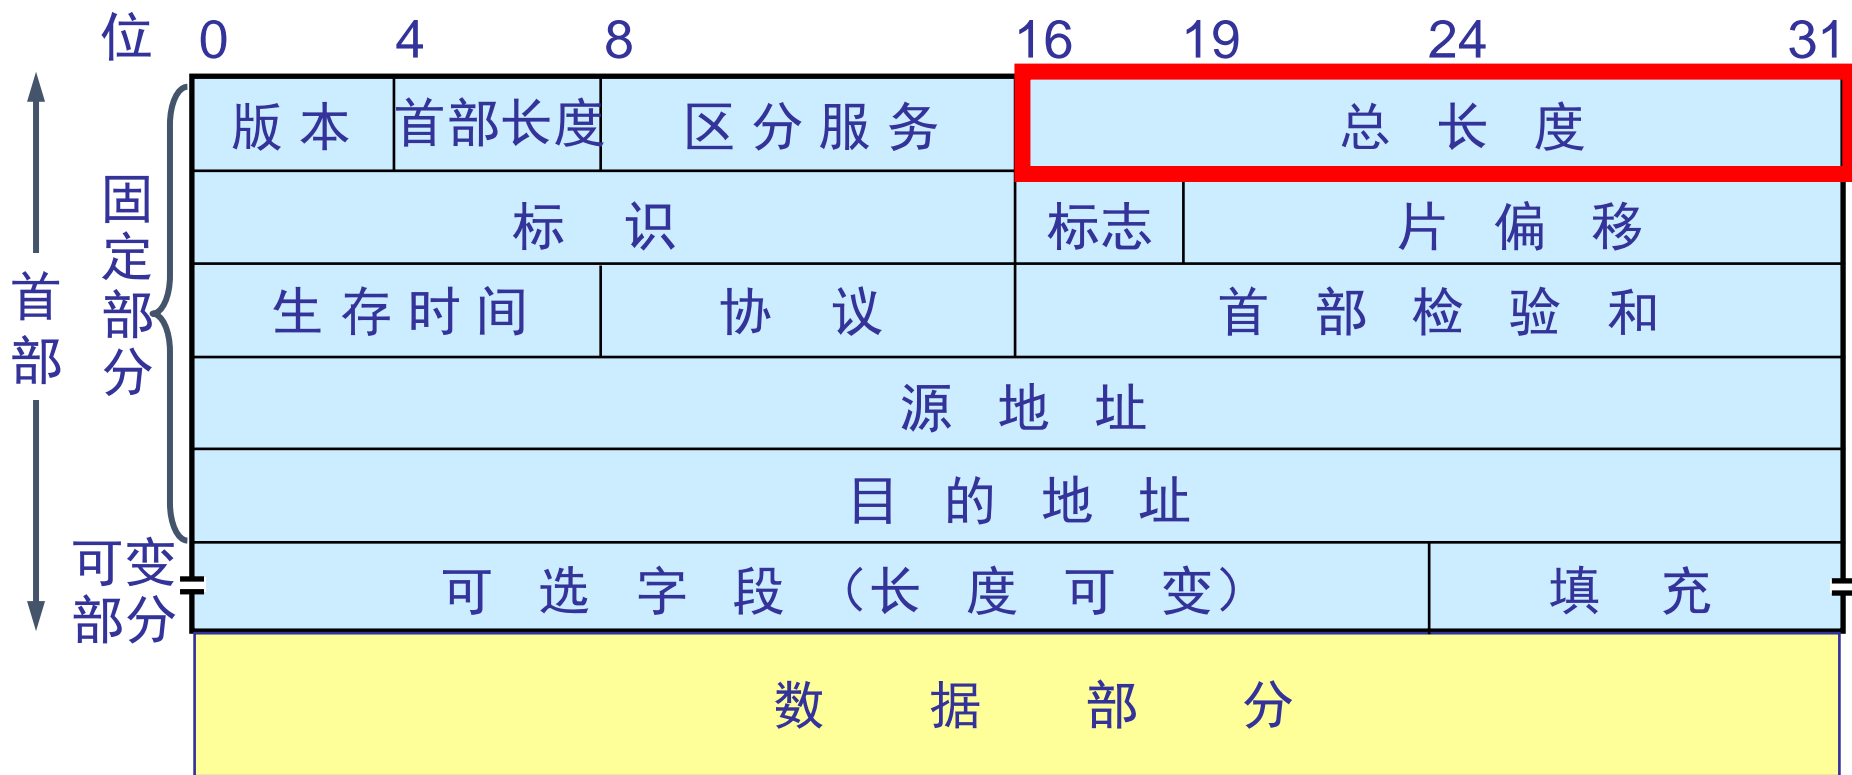 位 0 4 8 16 19 24 31
版本 首部长度 区分服务 总长度
标识 标志 片偏移
生存时间 协议 首部检验和
源地址
目的地址
可选字段（长度可变） 填充
数据部分
首部
固定部分
可变
部分